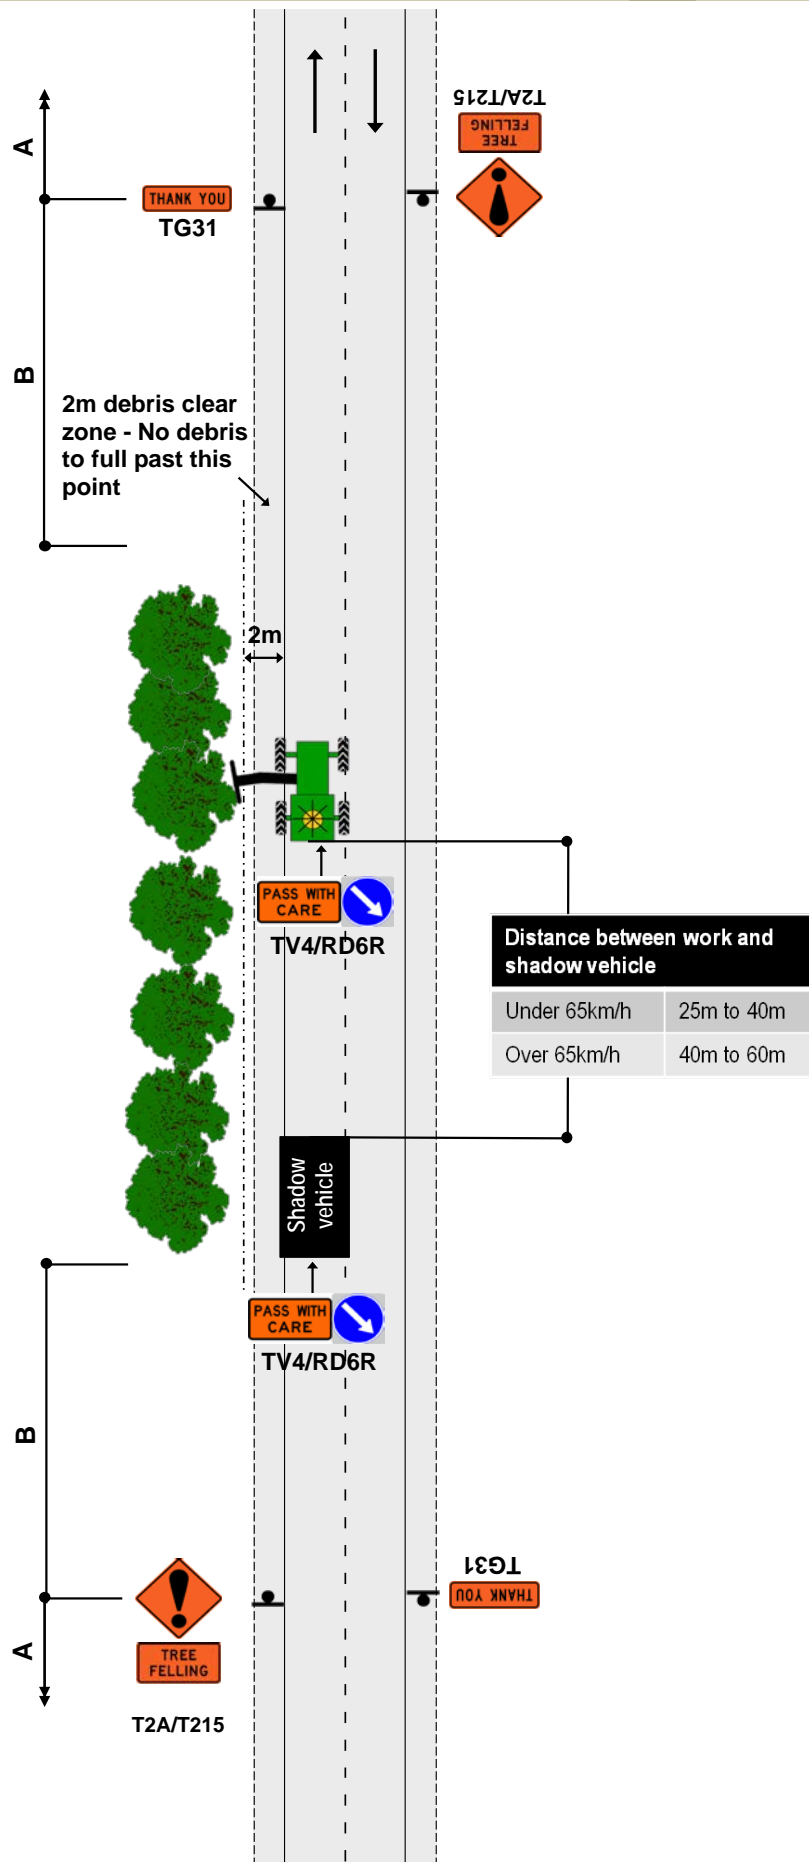 T2A/T215
TREE
FELLING
A
THANK YOU
TG31
B
2m debris clear
zone - No debris
to full past this
point
2m
PASS WITH
CARE
TV4/RD6R
Distance between work and
shadow vehicle
Under 65km/h 25m to 40m
Over 65km/h 40m to 60m
Shadow
vehicle
PASS WITH
CARE
TV4/RD6R
B
TG31
THANK YOU
A
TREE
FELLING
T2A/T215